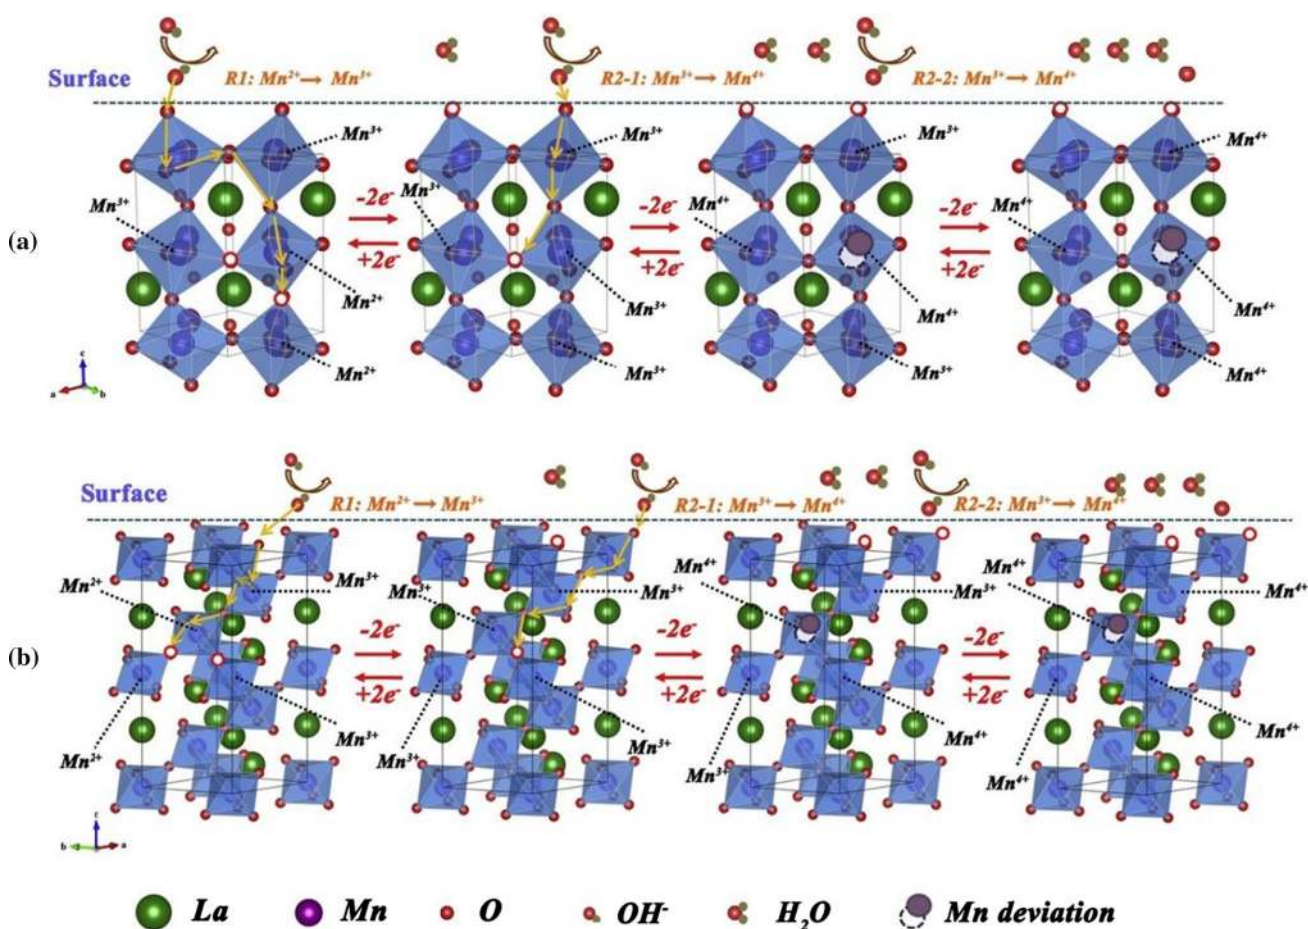 Surface
R1: Mn²⁺→ Mn³⁺
R2-1: Mn³⁺→ Mn⁴⁺
R2-2: Mn³⁺→ Mn⁴⁺
Mn³⁺
Mn³⁺
Mn³⁺
Mn⁴⁺
Mn³⁺
Mn³⁺
Mn⁴⁺
Mn⁴⁺
-2e⁻
-2e⁻
-2e⁻
(a)
+2e⁻
+2e⁻
+2e⁻
Mn²⁺
Mn³⁺
Mn⁴⁺
Mn⁴⁺
Mn²⁺
Mn³⁺
Mn³⁺
Mn⁴⁺
c
a
b
Surface
R1: Mn²⁺→ Mn³⁺
R2-1: Mn³⁺→ Mn⁴⁺
R2-2: Mn³⁺→ Mn⁴⁺
Mn²⁺
Mn³⁺
Mn³⁺
Mn³⁺
Mn⁴⁺
Mn³⁺
Mn⁴⁺
Mn⁴⁺
-2e⁻
-2e⁻
-2e⁻
(b)
+2e⁻
+2e⁻
+2e⁻
Mn²⁺
Mn³⁺
Mn³⁺
Mn³⁺
Mn³⁺
Mn⁴⁺
Mn⁴⁺
Mn⁴⁺
c
b
a
La
Mn
O
OH⁻
H₂O
Mn deviation